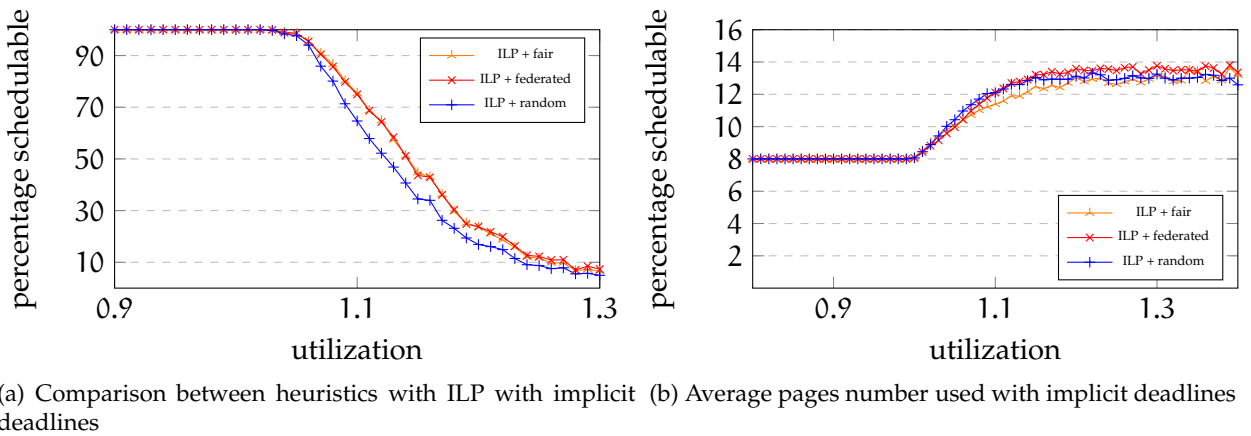 percentage schedulable
90
70
50
30
10
0.9
1.1
1.3
utilization
ILP + fair
ILP + federated
ILP + random
(a) Comparison between heuristics with ILP with implicit
deadlines
percentage schedulable
16
14
12
10
8
6
4
2
0.9
1.1
1.3
utilization
ILP + fair
ILP + federated
ILP + random
(b) Average pages number used with implicit deadlines